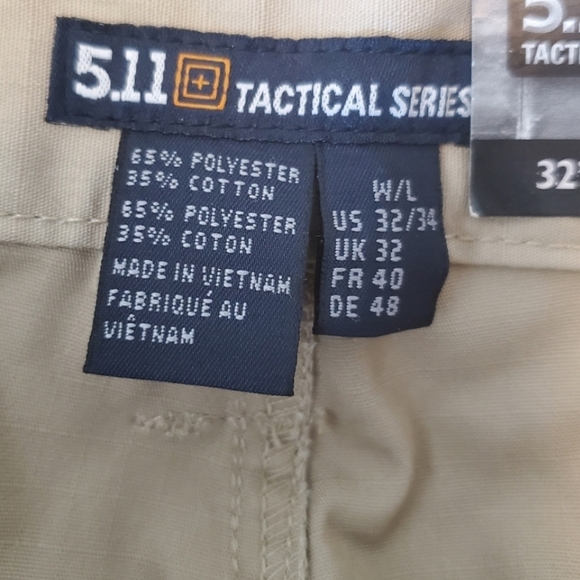 5.11 TACTICAL SERIES
65% POLYESTER
35% COTTON
65% POLYESTER
35% COTON
MADE IN VIETNAM
FABRIQUÉ AU
VIÊTNAM
W/L
US 32/34
UK 32
FR 40
DE 48
32